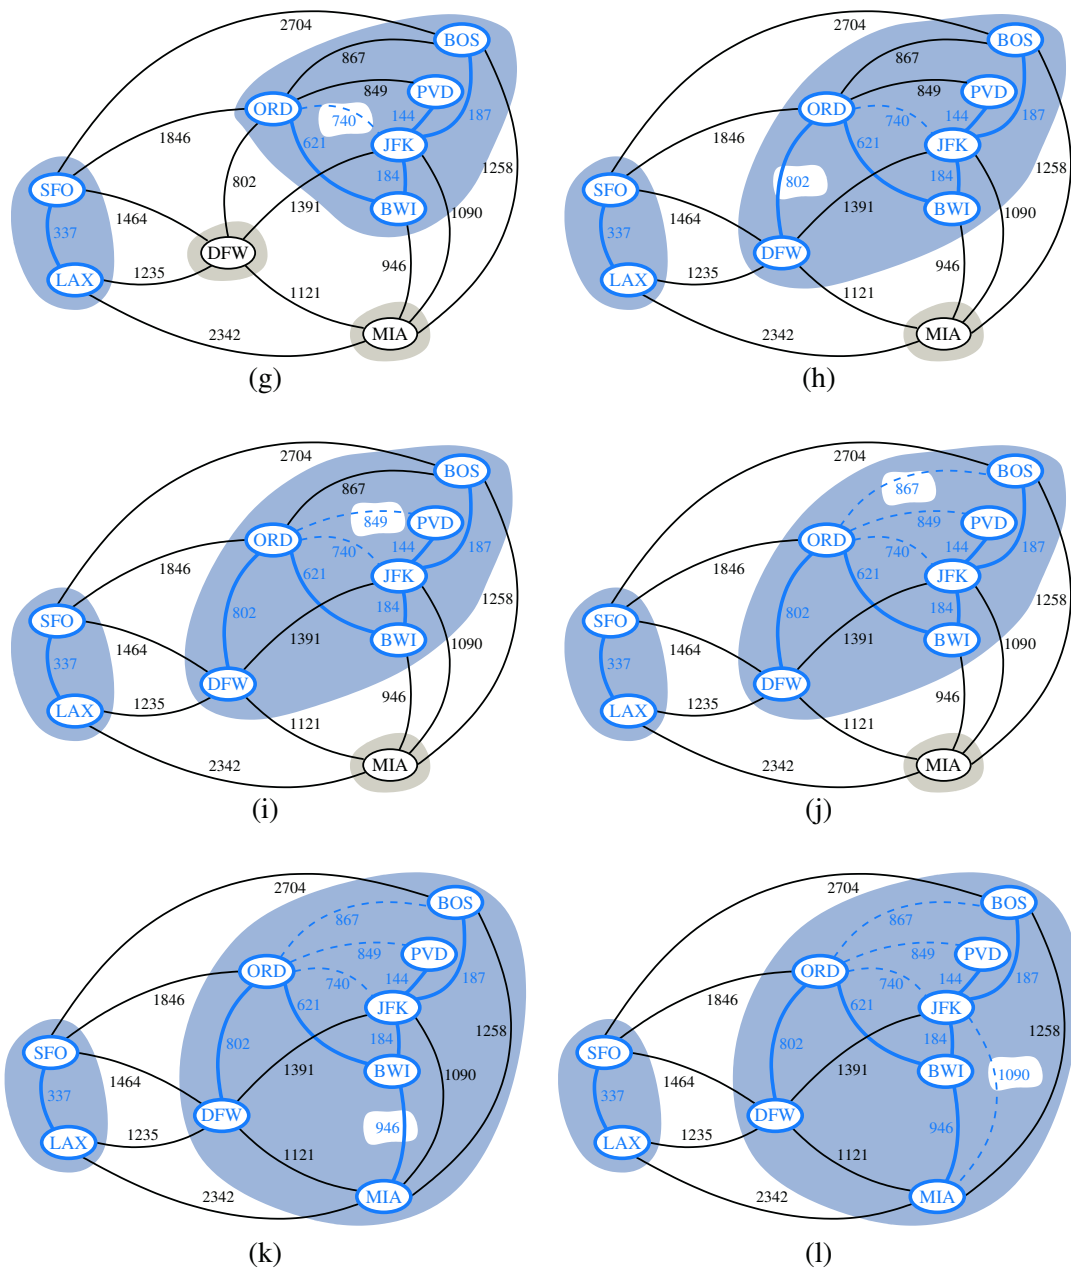 2704
BOS
867
849
PVD
ORD
740
144
187
1846
621
JFK
1258
802
184
SFO
1391
BWI
1090
1464
337
DFW
946
LAX
1235
1121
2342
MIA
(g)
2704
BOS
867
849
PVD
ORD
740
144
187
1846
621
JFK
1258
802
184
SFO
1391
BWI
1090
1464
337
DFW
946
LAX
1235
1121
2342
MIA
(h)
2704
BOS
867
849
PVD
ORD
740
144
187
1846
621
JFK
1258
802
184
SFO
1391
BWI
1090
1464
337
DFW
946
LAX
1235
1121
2342
MIA
(i)
2704
BOS
867
849
PVD
ORD
740
144
187
1846
621
JFK
1258
802
184
SFO
1391
BWI
1090
1464
337
DFW
946
LAX
1235
1121
2342
MIA
(j)
2704
BOS
867
849
PVD
ORD
740
144
187
1846
621
JFK
1258
802
184
SFO
1391
BWI
1090
1464
337
DFW
946
LAX
1235
1121
2342
MIA
(k)
2704
BOS
867
849
PVD
ORD
740
144
187
1846
621
JFK
1258
802
184
SFO
1391
BWI
1090
1464
337
DFW
946
LAX
1235
1121
2342
MIA
(l)